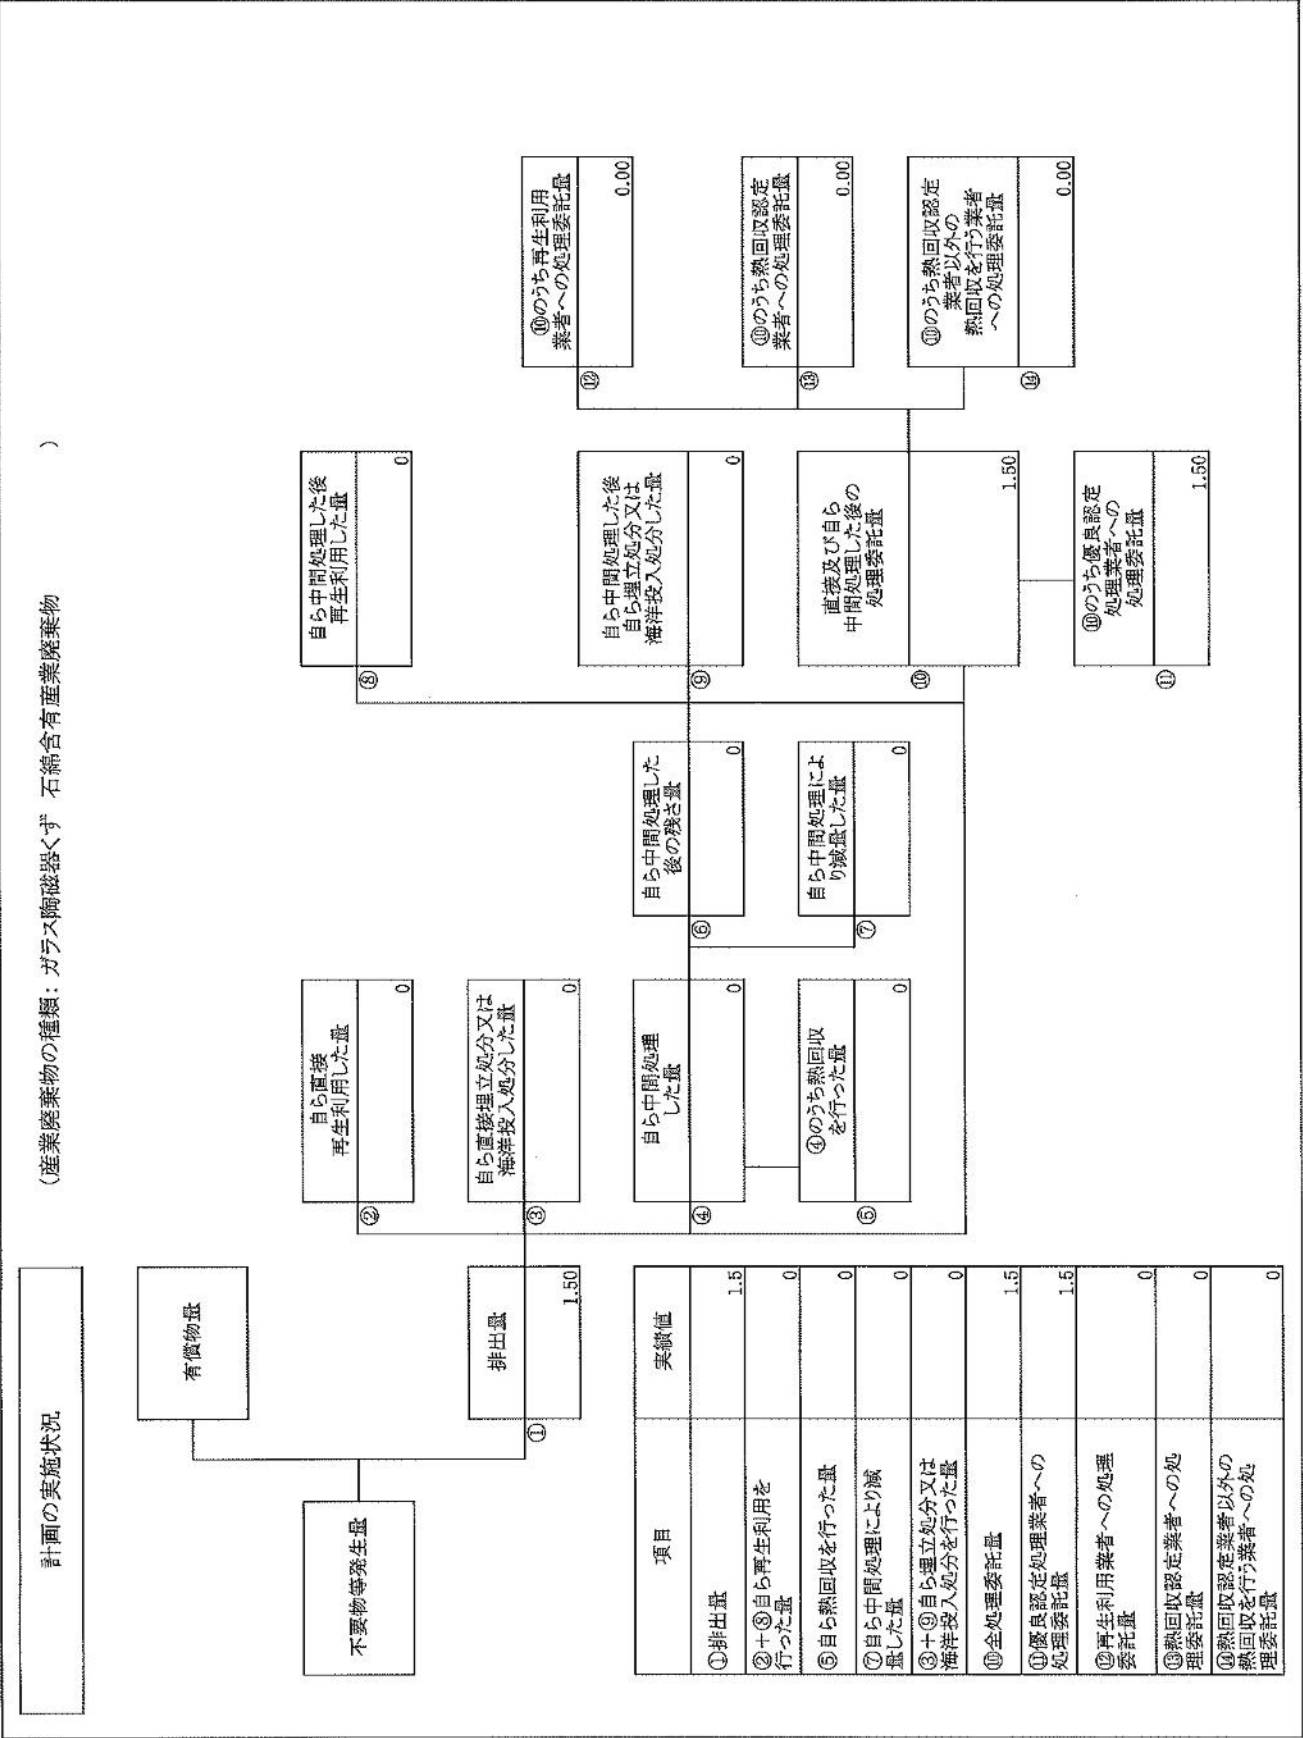 計画の実施状況
(産業廃棄物の種類: ガラス陶磁器くず 石綿含有産業廃棄物 )
不要物等発生量
有償物量
①
排出量
1.50
②
自ら直接
再生利用した量
0
③
自ら直接埋立処分又は
海洋投入処分した量
0
④
自ら中間処理
した量
0
⑤
④のうち熱回収
を行った量
0
⑥
自ら中間処理した
後の残さ量
0
⑦
自ら中間処理によ
り減量した量
0
⑧
自ら中間処理した後
再生利用した量
0
⑨
自ら中間処理した後
自ら埋立処分又は
海洋投入処分した量
0
⑩
直接及び自ら
中間処理した後の
処理委託量
1.50
⑪
⑩のうち優良認定
処理業者への
処理委託量
1.50
⑫
⑩のうち再生利用
業者への処理委託量
0.00
⑬
⑩のうち熱回収認定
業者への処理委託量
0.00
⑭
⑩のうち熱回収認定
業者以外の
熱回収を行う業者
への処理委託量
0.00
項目 実績値
①排出量 1.5
②+⑧自ら再生利用を
行った量 0
⑤自ら熱回収を行った量 0
⑦自ら中間処理により減
量した量 0
③+⑨自ら埋立処分又は
海洋投入処分を行った量 0
⑩全処理委託量 1.5
⑪優良認定処理業者への
処理委託量 1.5
⑫再生利用業者への処理
委託量 0
⑬熱回収認定業者への処
理委託量 0
⑭熱回収認定業者以外の
熱回収を行う業者への処
理委託量 0